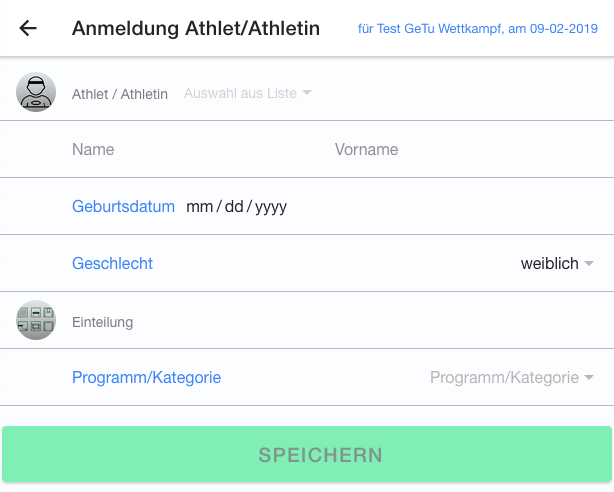 Anmeldung Athlet/Athletin für Test GeTu Wettkampf, am 09-02-2019
Athlet / Athletin Auswahl aus Liste
Name Vorname
Geburtsdatum mm/dd/yyyy
Geschlecht weiblich
Einteilung
Programm/Kategorie Programm/Kategorie
SPEICHERN